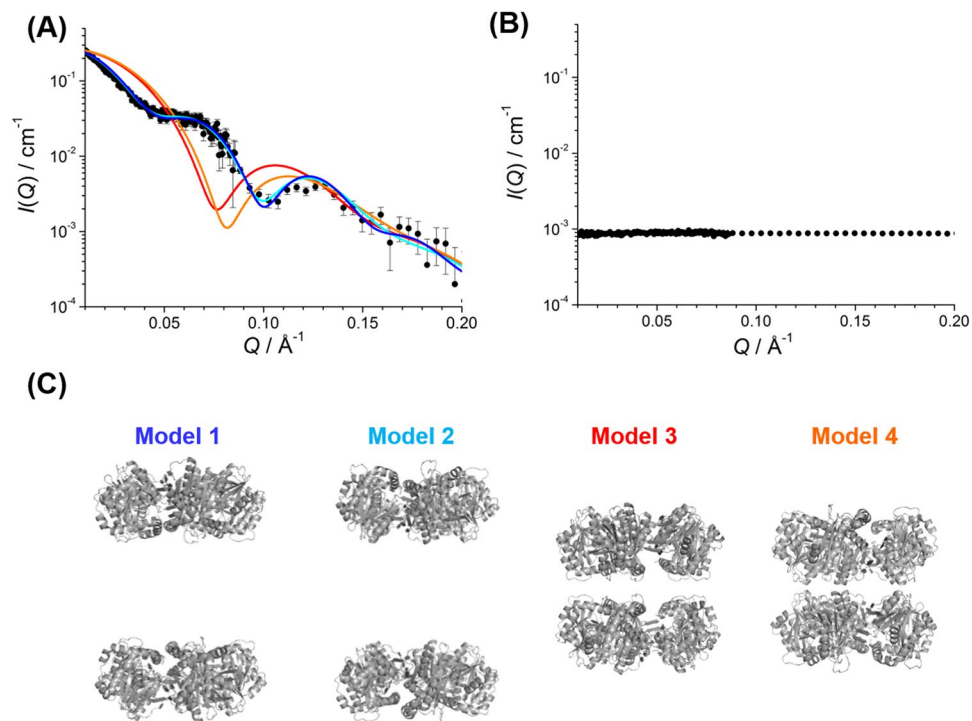 (A)
I(Q) / cm⁻¹
10⁻¹
10⁻²
10⁻³
10⁻⁴
0.05 0.10 0.15 0.20
Q / Å⁻¹
(B)
I(Q) / cm⁻¹
10⁻¹
10⁻²
10⁻³
10⁻⁴
0.05 0.10 0.15 0.20
Q / Å⁻¹
(C)
Model 1 Model 2 Model 3 Model 4